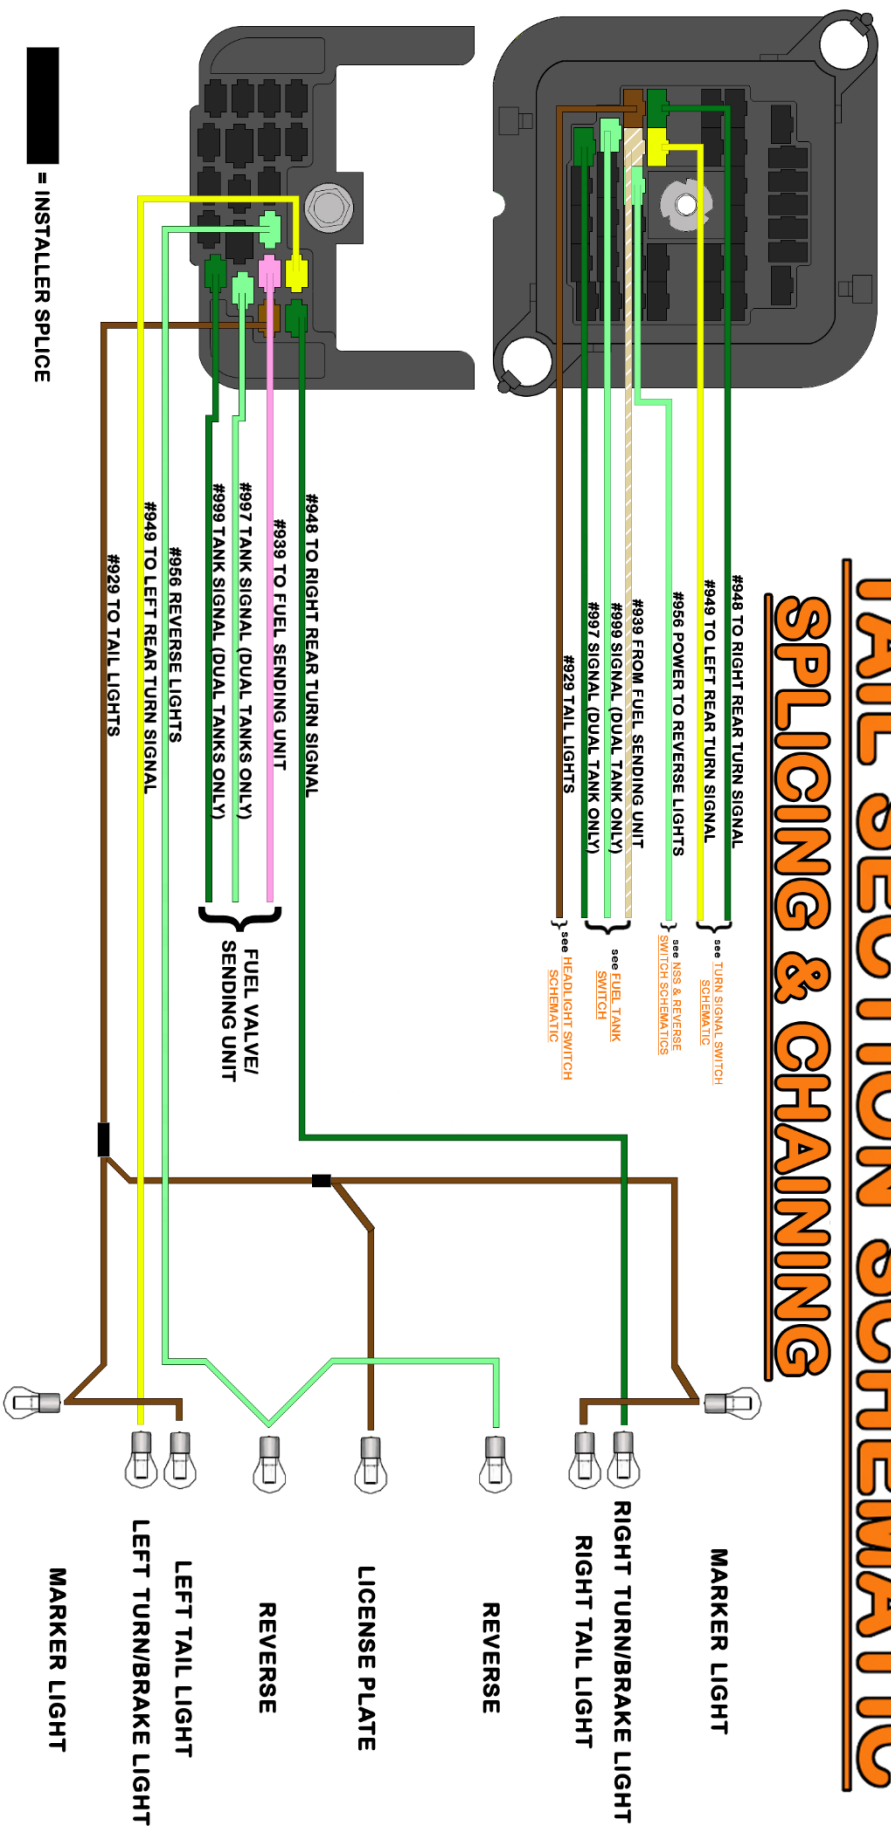 TAIL SECTION SCHEMATIC
SPLICING & CHAINING
#948 TO RIGHT REAR TURN SIGNAL
#949 TO LEFT REAR TURN SIGNAL
#956 POWER TO REVERSE LIGHTS
#939 FROM FUEL SENDING UNIT
#999 SIGNAL (DUAL TANK ONLY)
#997 SIGNAL (DUAL TANK ONLY)
#929 TAIL LIGHTS
see TURN SIGNAL SWITCH
SCHEMATIC
see NSS & REVERSE
SWITCH SCHEMATICS
see FUEL TANK
SWITCH
see HEADLIGHT SWITCH
SCHEMATIC
#948 TO RIGHT REAR TURN SIGNAL
#939 TO FUEL SENDING UNIT
#997 TANK SIGNAL (DUAL TANKS ONLY)
#999 TANK SIGNAL (DUAL TANKS ONLY)
#956 REVERSE LIGHTS
#949 TO LEFT REAR TURN SIGNAL
#929 TO TAIL LIGHTS
FUEL VALVE/
SENDING UNIT
MARKER LIGHT
RIGHT TURN/BRAKE LIGHT
RIGHT TAIL LIGHT
REVERSE
LICENSE PLATE
REVERSE
LEFT TAIL LIGHT
LEFT TURN/BRAKE LIGHT
MARKER LIGHT
= INSTALLER SPLICE